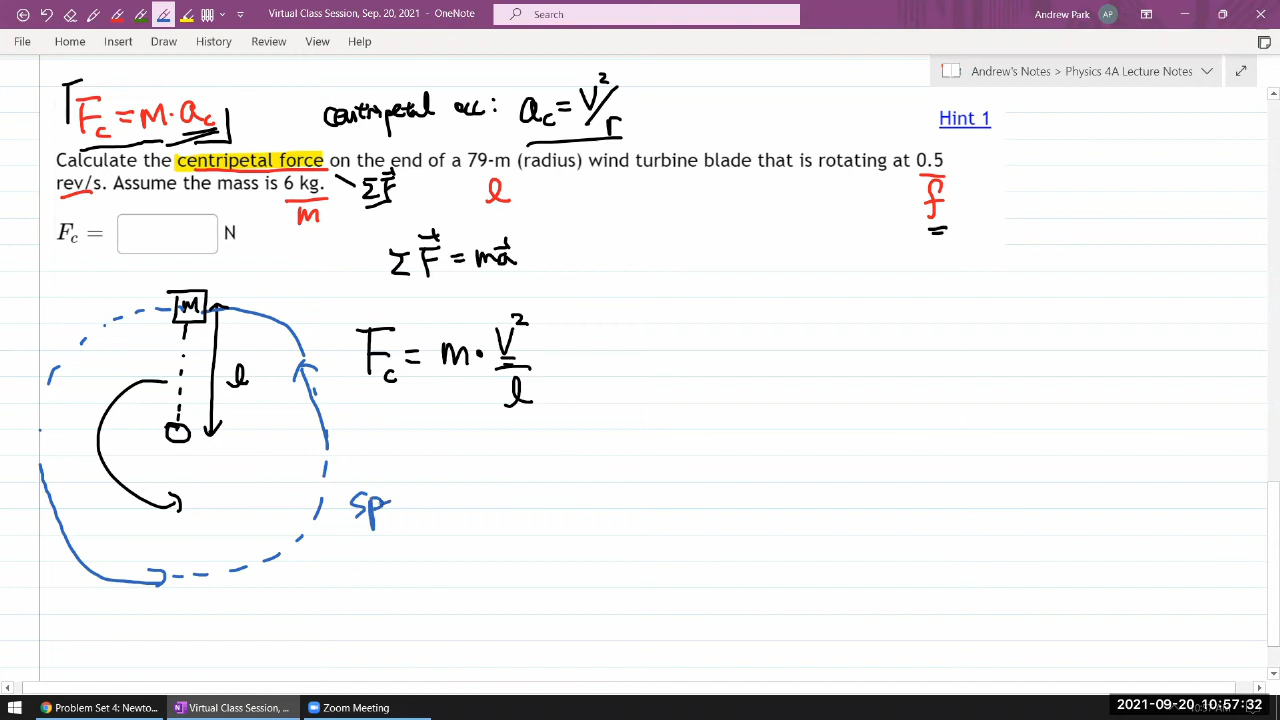 Virtual Class Session, Sep. 20, 2021 - OneNote
Search
Andrew Park
AP
File Home Insert Draw History Review View Help
Andrew's Notes > Physics 4A Lecture Notes
Fc = m · ac
centripetal acc: ac = V²/r
Hint 1
Calculate the centripetal force on the end of a 79-m (radius) wind turbine blade that is rotating at 0.5
rev/s. Assume the mass is 6 kg.
ΣF
l
f
m
Fc = N
ΣF = ma
m
l
Fc = m · V²/l
Sp
Problem Set 4: Newto...
Virtual Class Session,...
Zoom Meeting
2021-09-20 10:57:32